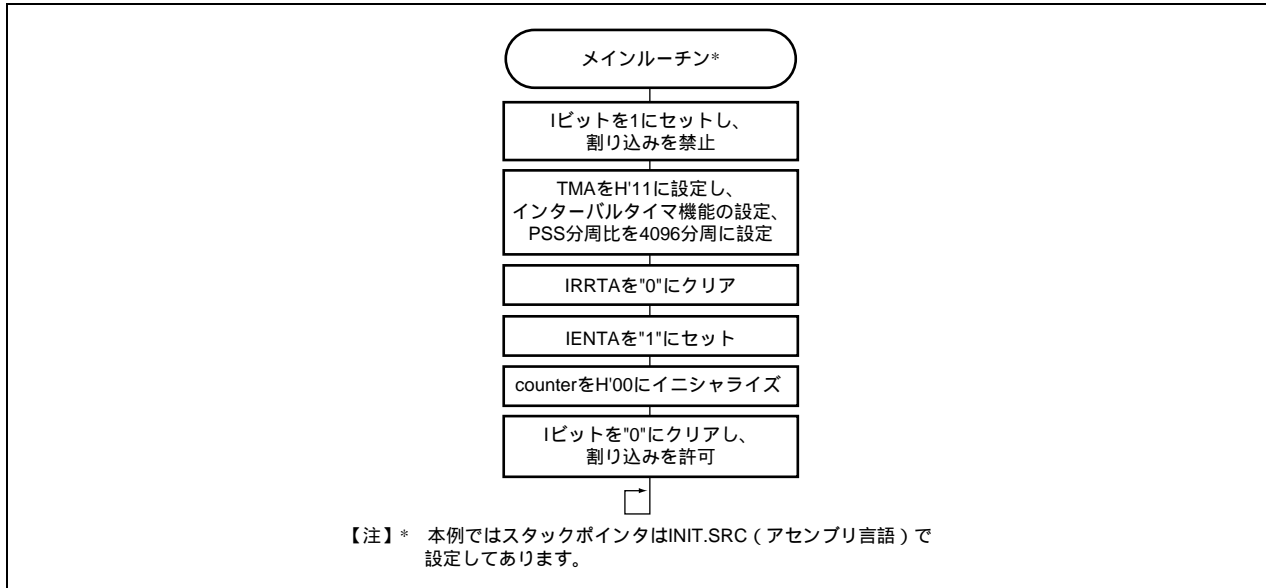 メインルーチン*
Iビットを1にセットし、
割り込みを禁止
TMAをH'11に設定し、
インターバルタイマ機能の設定、
PSS分周比を4096分周に設定
IRRTAを"0"にクリア
IENTAを"1"にセット
counterをH'00にイニシャライズ
Iビットを"0"にクリアし、
割り込みを許可
【注】* 本例ではスタックポインタはINIT.SRC(アセンブリ言語)で
設定してあります。